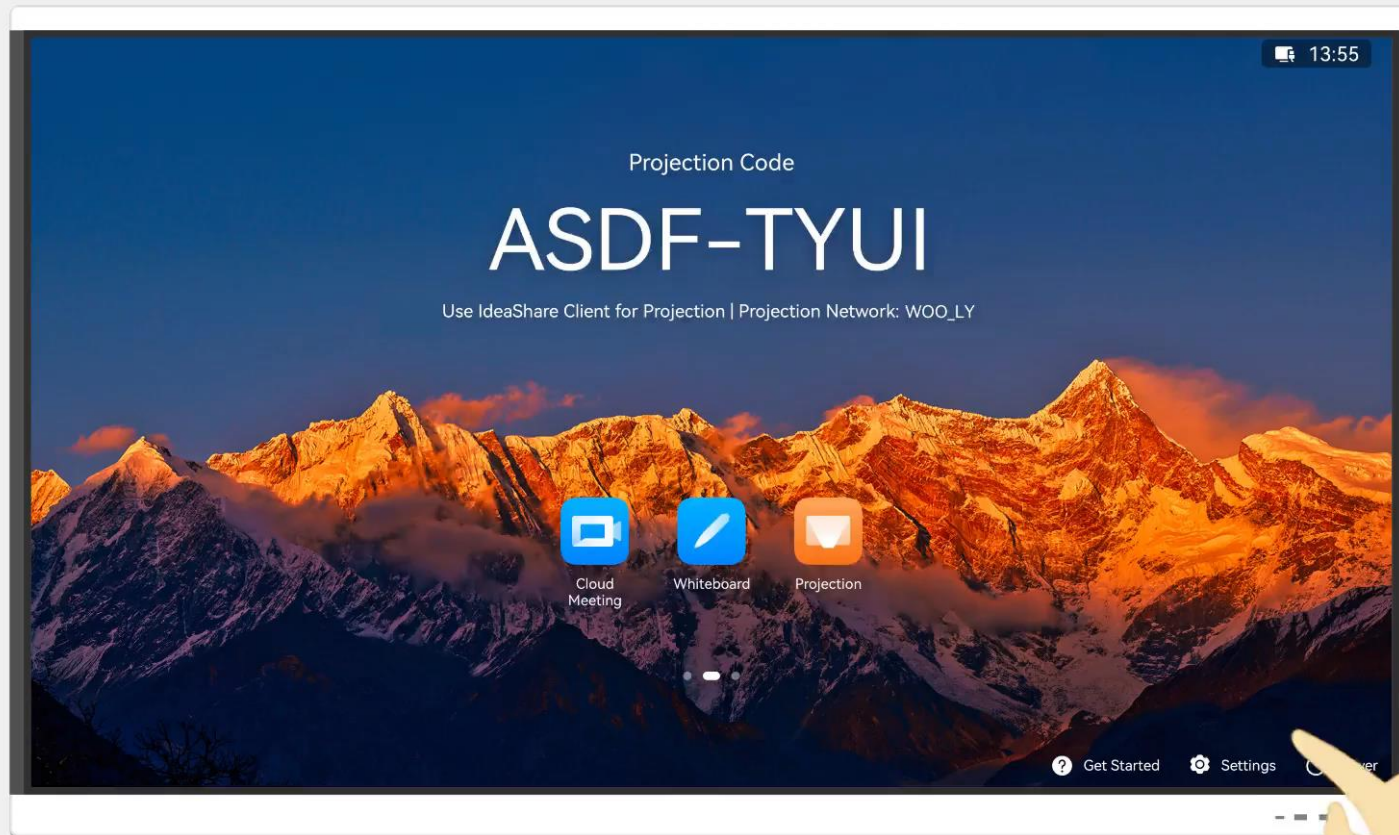 13:55
Projection Code
ASDF-TYUI
Use IdeaShare Client for Projection | Projection Network: WOO_LY
Cloud
Meeting
Whiteboard
Projection
Get Started
Settings